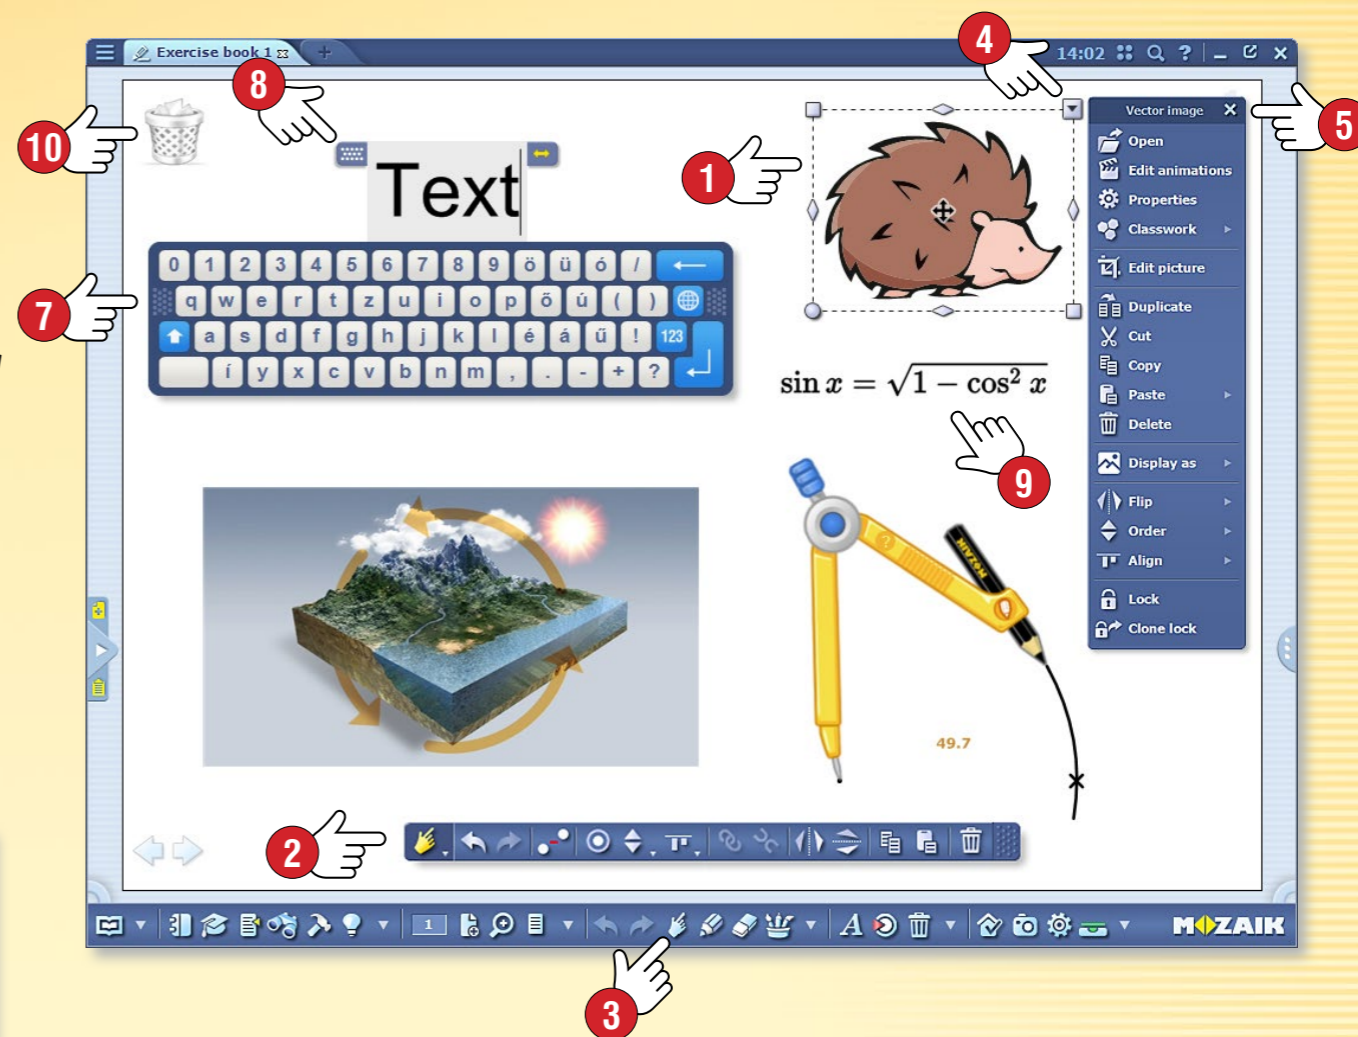 Exercise book 1
14:02 ?
4
8
10
5
1
Vector image
Open
Edit animations
Properties
Classwork
Edit picture
Duplicate
Cut
Copy
Paste
Delete
Display as
Flip
Order
Align
Lock
Clone lock
Text
7
0 1 2 3 4 5 6 7 8 9 ö ü ó /
q w e r t z u i o p ő ú ( )
a s d f g h j k l é á ű ! 123
í y x c v b n m , . - + ?
sin x = √(1 − cos² x)
9
MOZAIK
49.7
2
1 A MOZAIK
3